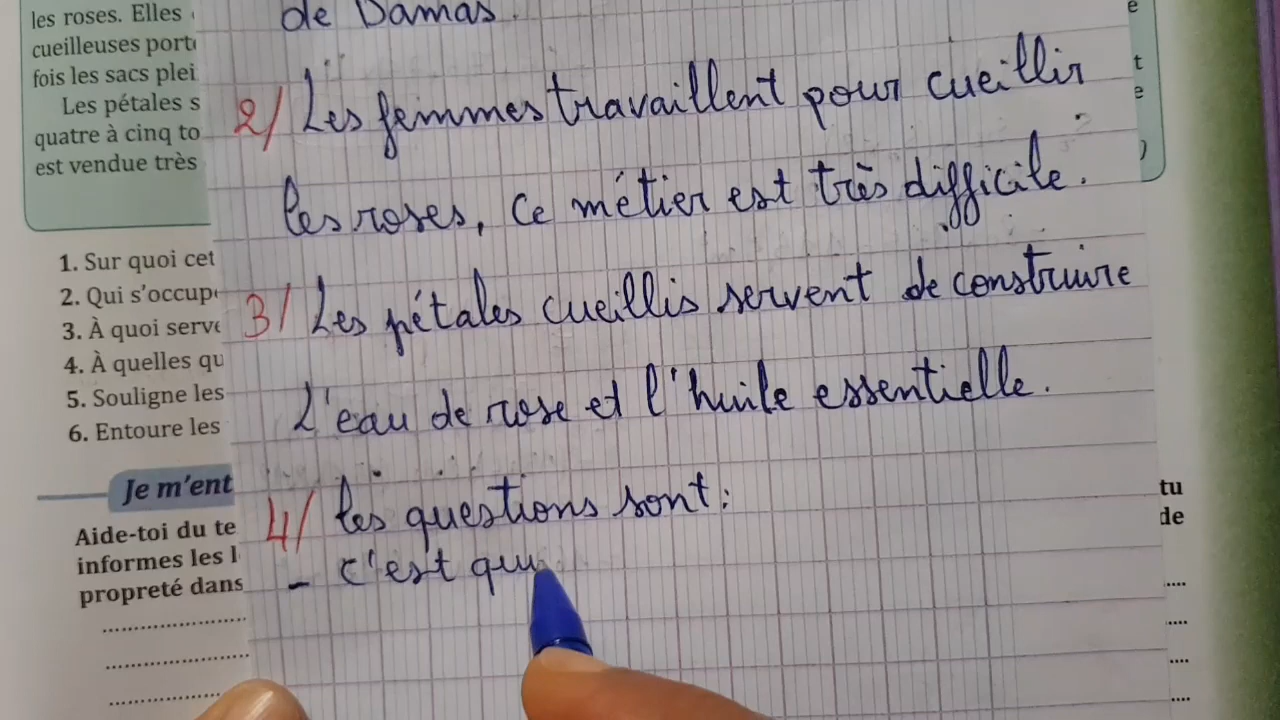 les roses. Elles
cueilleuses porte
fois les sacs plei
Les pétales s
quatre à cinq to
est vendue très
de Damas.
2/ Les femmes travaillent pour cueillir
les roses, Ce métier est très difficile.
3/ Les pétales cueillis servent de construire
L'eau de rose et l'huile essentielle.
4/ les questions sont:
- c'est qui
1. Sur quoi cet
2. Qui s'occup
3. À quoi serve
4. À quelles qu
5. Souligne les
6. Entoure les
Je m'ent
Aide-toi du te
informes les l
propreté dans
e
t
e
)
tu
de